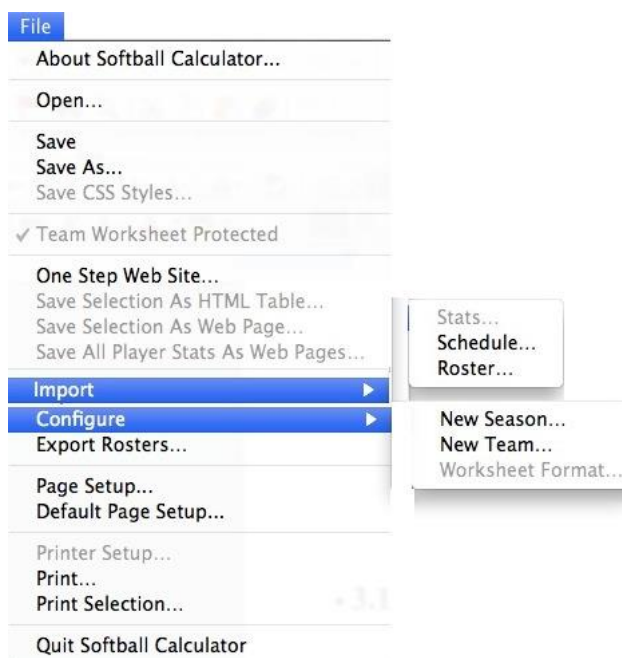 File
About Softball Calculator...
Open...
Save
Save As...
Save CSS Styles...
✓ Team Worksheet Protected
One Step Web Site...
Save Selection As HTML Table...
Save Selection As Web Page...
Save All Player Stats As Web Pages...
Import
Stats...
Schedule...
Roster...
Configure
New Season...
New Team...
Worksheet Format...
Export Rosters...
Page Setup...
Default Page Setup...
Printer Setup...
Print...
Print Selection...
• 3.1
Quit Softball Calculator